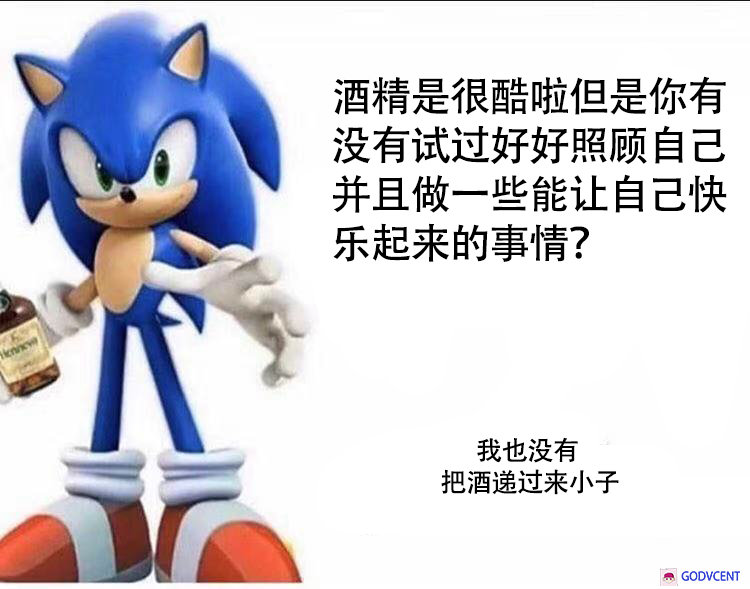 酒精是很酷啦但是你有
没有试过好好照顾自己
并且做一些能让自己快
乐起来的事情?
Hennessy
我也没有
把酒递过来小子
GODVCENT